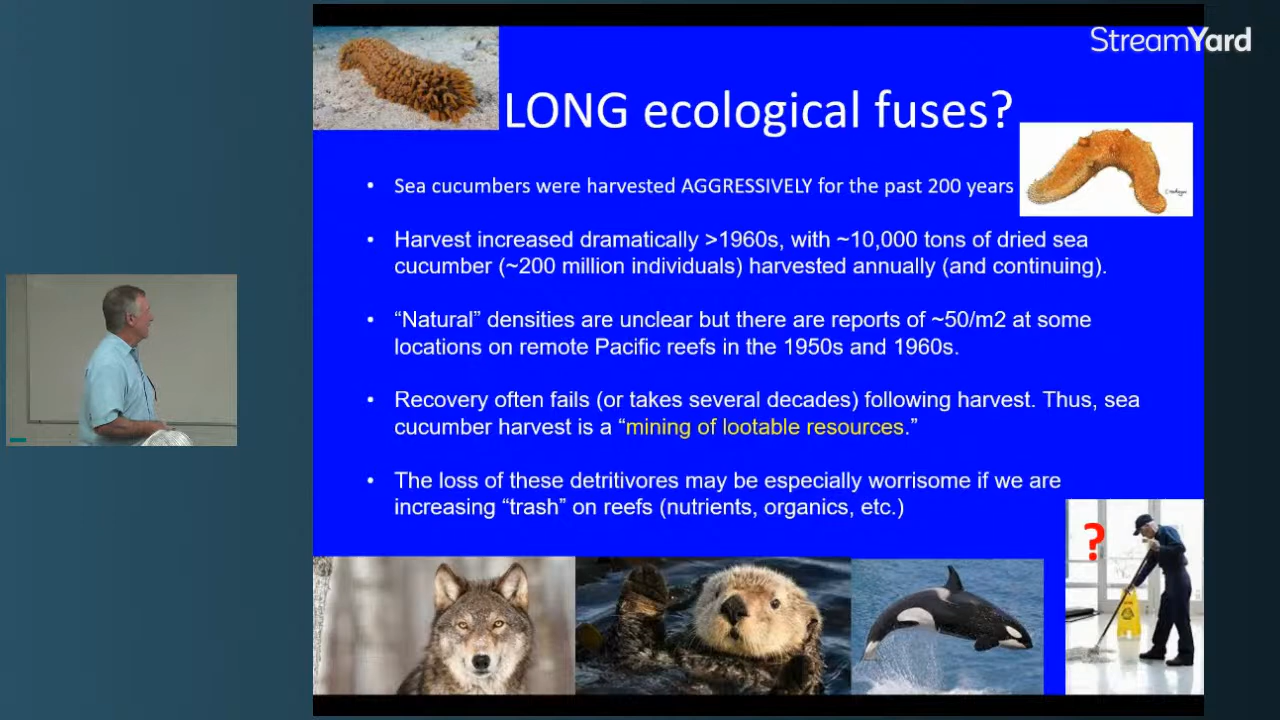 StreamYard
LONG ecological fuses?
• Sea cucumbers were harvested AGGRESSIVELY for the past 200 years
• Harvest increased dramatically >1960s, with ~10,000 tons of dried sea
cucumber (~200 million individuals) harvested annually (and continuing).
• “Natural” densities are unclear but there are reports of ~50/m2 at some
locations on remote Pacific reefs in the 1950s and 1960s.
• Recovery often fails (or takes several decades) following harvest. Thus, sea
cucumber harvest is a “mining of lootable resources.”
• The loss of these detritivores may be especially worrisome if we are
increasing “trash” on reefs (nutrients, organics, etc.)
?